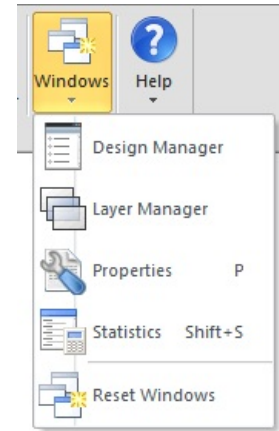 Windows Help
Design Manager
Layer Manager
Properties P
Statistics Shift+S
Reset Windows